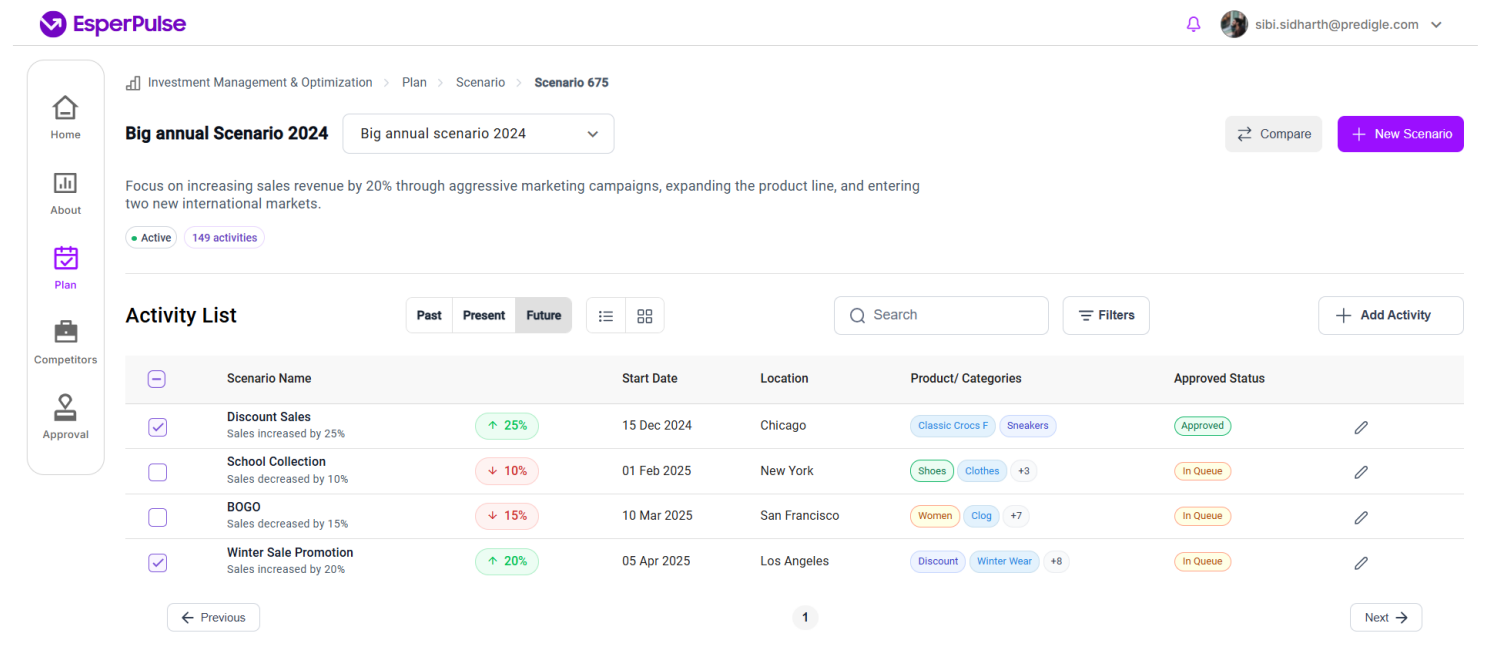 EsperPulse
sibi.sidharth@predigle.com
Investment Management & Optimization > Plan > Scenario > Scenario 675
Home
Big annual Scenario 2024
Big annual scenario 2024
Compare
+ New Scenario
About
Focus on increasing sales revenue by 20% through aggressive marketing campaigns, expanding the product line, and entering
two new international markets.
Active
149 activities
Plan
Activity List
Past Present Future
Search
Filters
+ Add Activity
Competitors
Scenario Name Start Date Location Product/ Categories Approved Status
Approval
Discount Sales
Sales increased by 25%
↑ 25% 15 Dec 2024 Chicago Classic Crocs F Sneakers Approved
School Collection
Sales decreased by 10%
↓ 10% 01 Feb 2025 New York Shoes Clothes +3 In Queue
BOGO
Sales decreased by 15%
↓ 15% 10 Mar 2025 San Francisco Women Clog +7 In Queue
Winter Sale Promotion
Sales increased by 20%
↑ 20% 05 Apr 2025 Los Angeles Discount Winter Wear +8 In Queue
← Previous 1 Next →